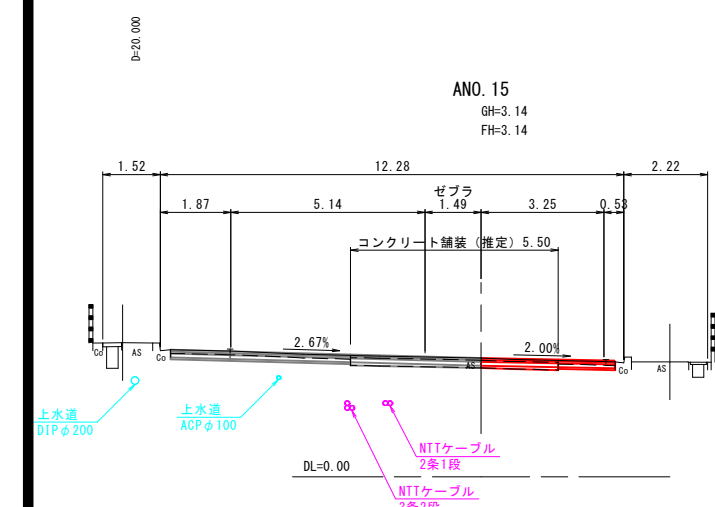 D=20.000
ANO.15
GH=3.14
FH=3.14
1.52
12.28
2.22
ゼブラ
1.87
5.14
1.49
3.25
0.53
コンクリート舗装（推定）5.50
2.67%
2.00%
Co
AS
Co
AS
Co
AS
上水道
DIPφ200
上水道
ACPφ100
NTTケーブル
2条1段
DL=0.00
NTTケーブル
2条2段